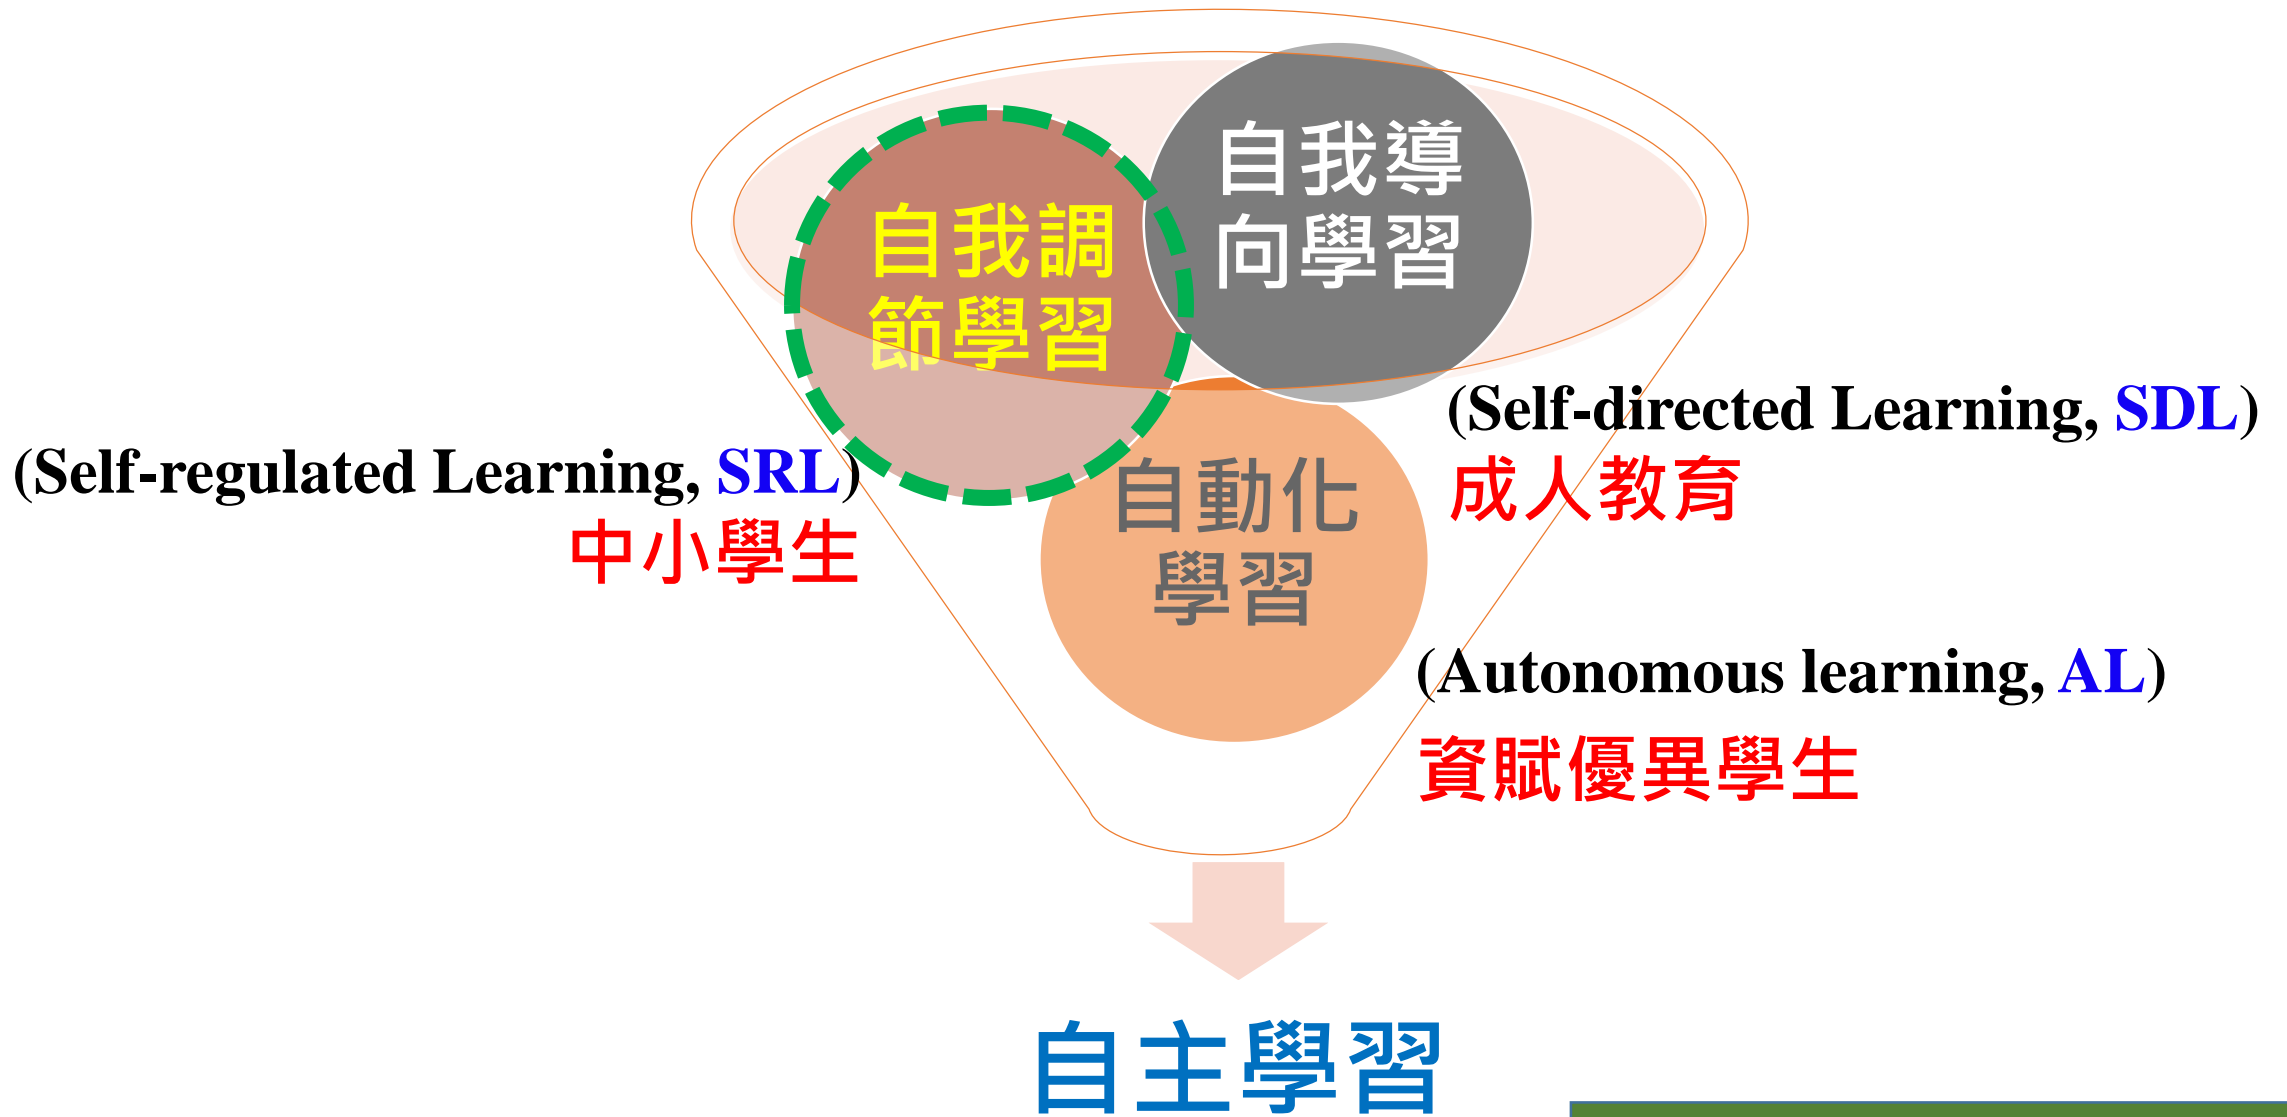 自我導
向學習
自我調
節學習
(Self-directed Learning, SDL)
成人教育
(Self-regulated Learning, SRL)
中小學生
自動化
學習
(Autonomous learning, AL)
資賦優異學生
自主學習